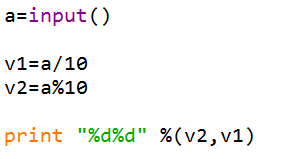 a=input()
v1=a/10
v2=a%10
print "%d%d" %(v2,v1)